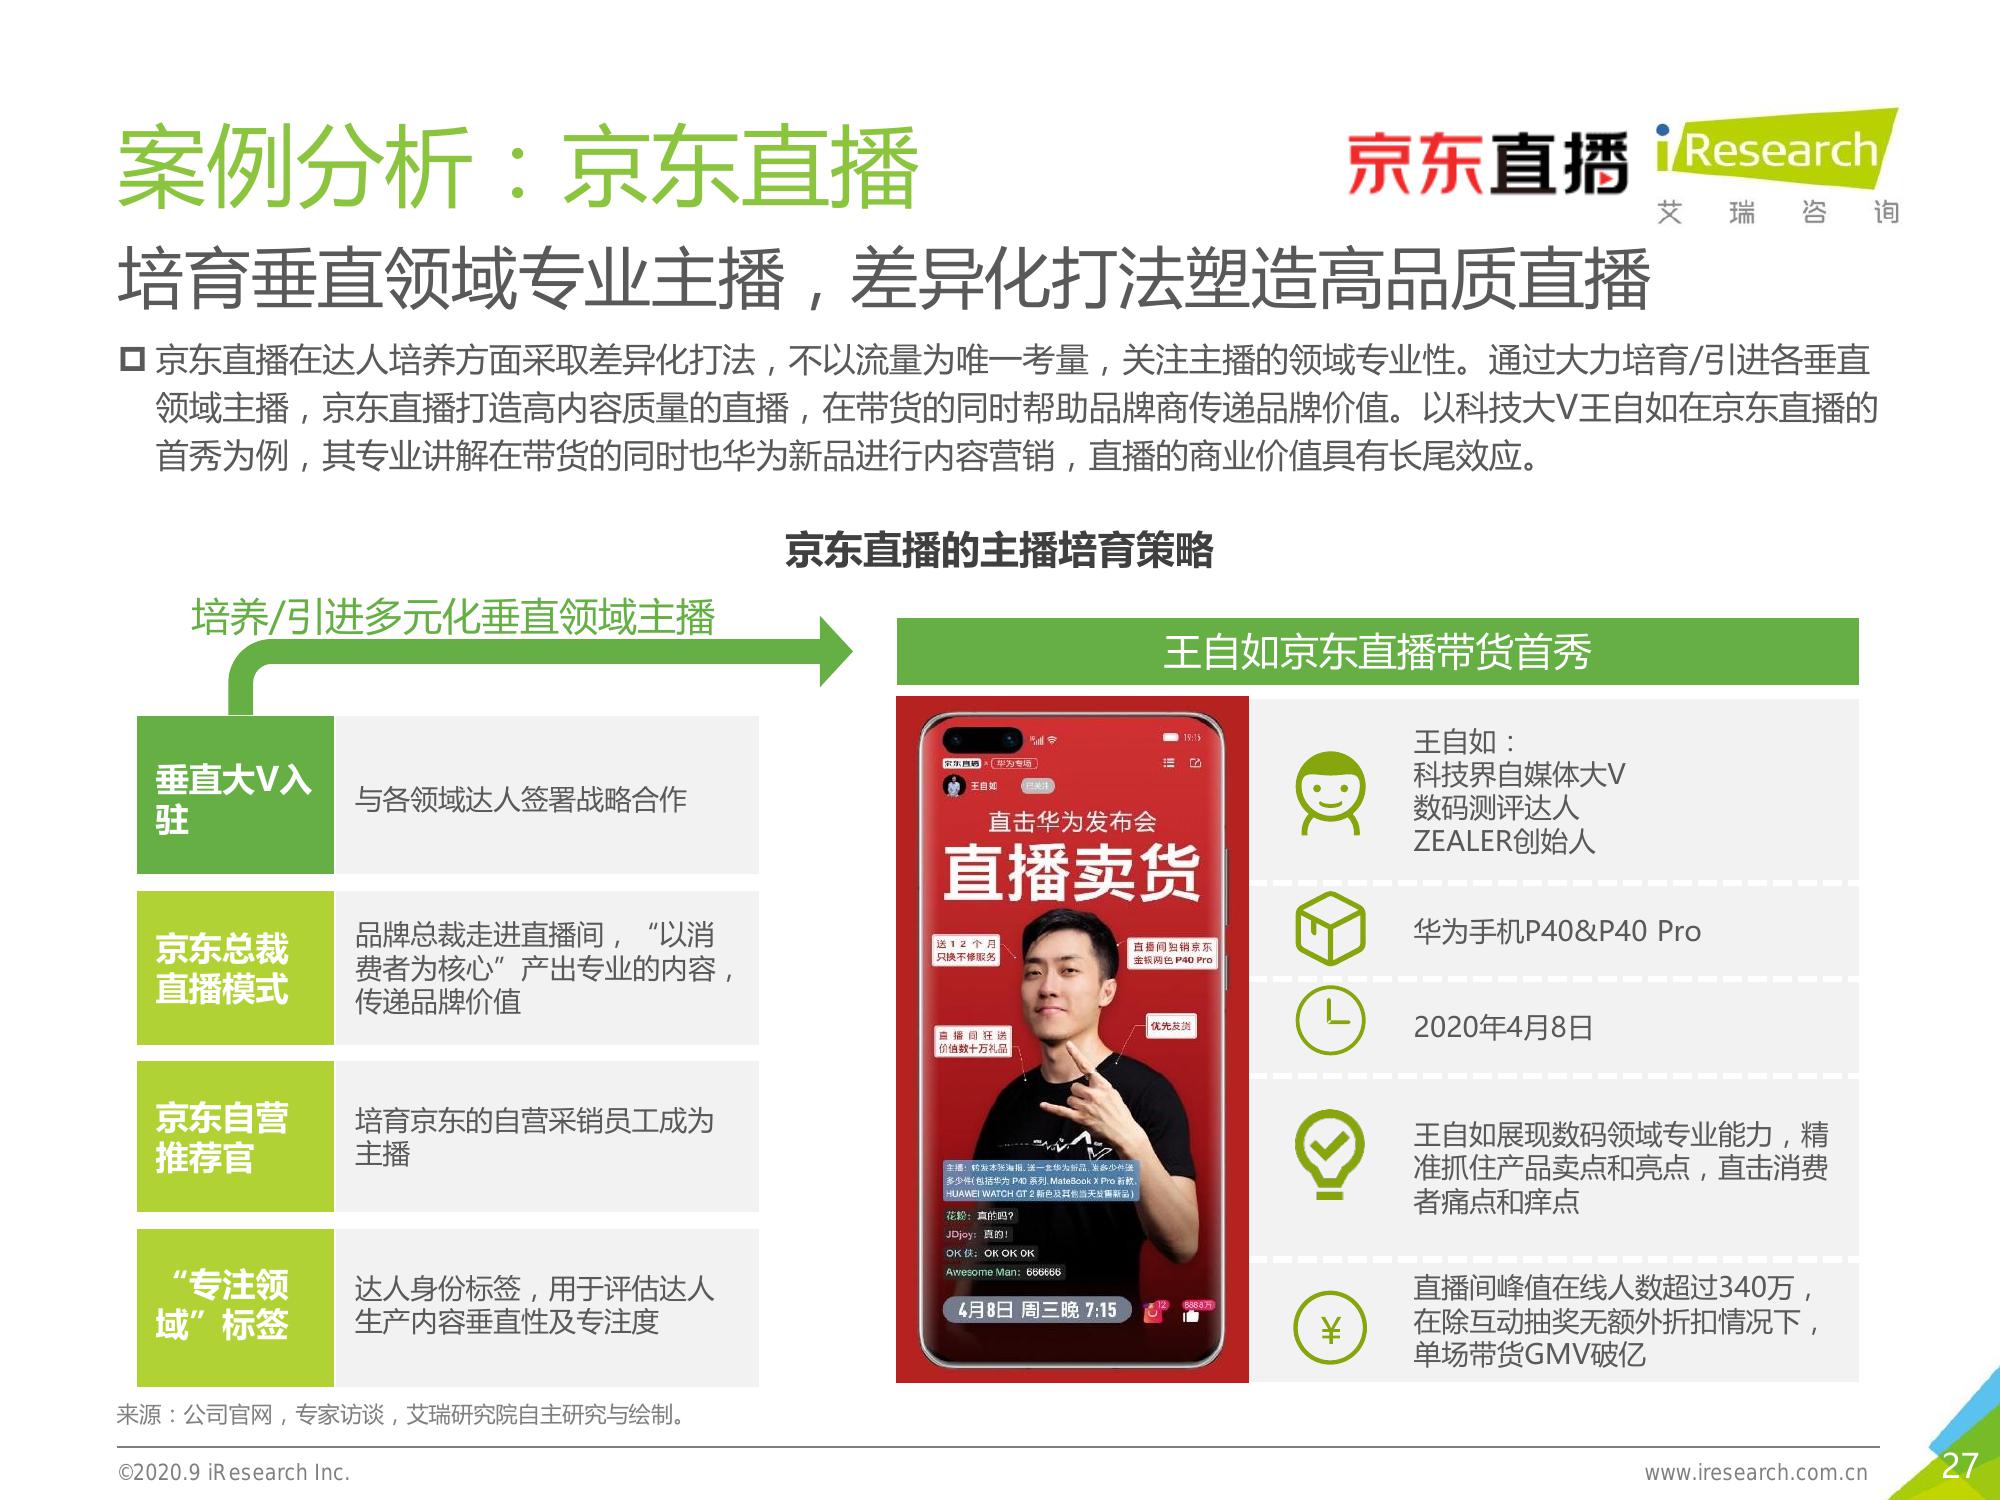 案例分析：京东直播
京东直播
iResearch
艾瑞咨询
培育垂直领域专业主播，差异化打法塑造高品质直播
京东直播在达人培养方面采取差异化打法，不以流量为唯一考量，关注主播的领域专业性。通过大力培育/引进各垂直
领域主播，京东直播打造高内容质量的直播，在带货的同时帮助品牌商传递品牌价值。以科技大V王自如在京东直播的
首秀为例，其专业讲解在带货的同时也华为新品进行内容营销，直播的商业价值具有长尾效应。
京东直播的主播培育策略
培养/引进多元化垂直领域主播
垂直大V入
驻
与各领域达人签署战略合作
京东总裁
直播模式
品牌总裁走进直播间，“以消
费者为核心”产出专业的内容，
传递品牌价值
京东自营
推荐官
培育京东的自营采销员工成为
主播
“专注领
域”标签
达人身份标签，用于评估达人
生产内容垂直性及专注度
王自如京东直播带货首秀
19:15
京东直播 × 华为专场
王自如 已关注
直击华为发布会
直播卖货
送12个月
只换不修服务
直播间独销京东
金银两色 P40 Pro
直播间狂送
价值数十万礼品
优先发货
主播：转发本张海报，送一套华为新品，发多少件送
多少件(包括华为 P40 系列, MateBook X Pro 新款,
HUAWEI WATCH GT 2 新色及其他当天发售新品)
花粉：真的吗?
JDjoy：真的!
OK侠：OK OK OK
Awesome Man：666666
4月8日 周三晚 7:15
12
8888万
王自如：
科技界自媒体大V
数码测评达人
ZEALER创始人
华为手机P40&P40 Pro
2020年4月8日
王自如展现数码领域专业能力，精
准抓住产品卖点和亮点，直击消费
者痛点和痒点
¥
直播间峰值在线人数超过340万，
在除互动抽奖无额外折扣情况下，
单场带货GMV破亿
来源：公司官网，专家访谈，艾瑞研究院自主研究与绘制。
©2020.9 iResearch Inc.
www.iresearch.com.cn
27